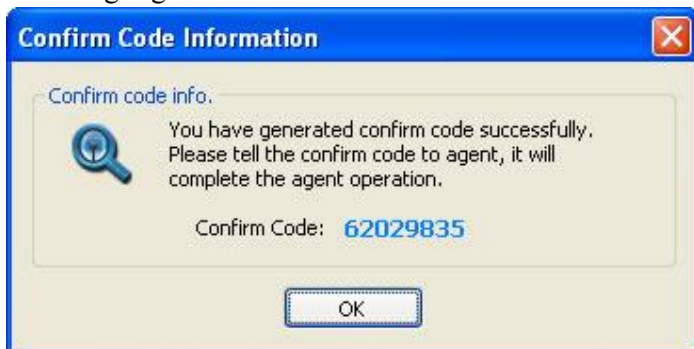 Confirm Code Information
Confirm code info.
You have generated confirm code successfully.
Please tell the confirm code to agent, it will
complete the agent operation.
Confirm Code: 62029835
OK